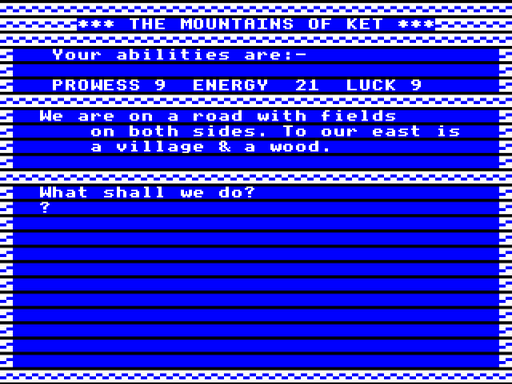 *** THE MOUNTAINS OF KET ***
Your abilities are:-
PROWESS 9 ENERGY 21 LUCK 9
We are on a road with fields
on both sides. To our east is
a village & a wood.
What shall we do?
?